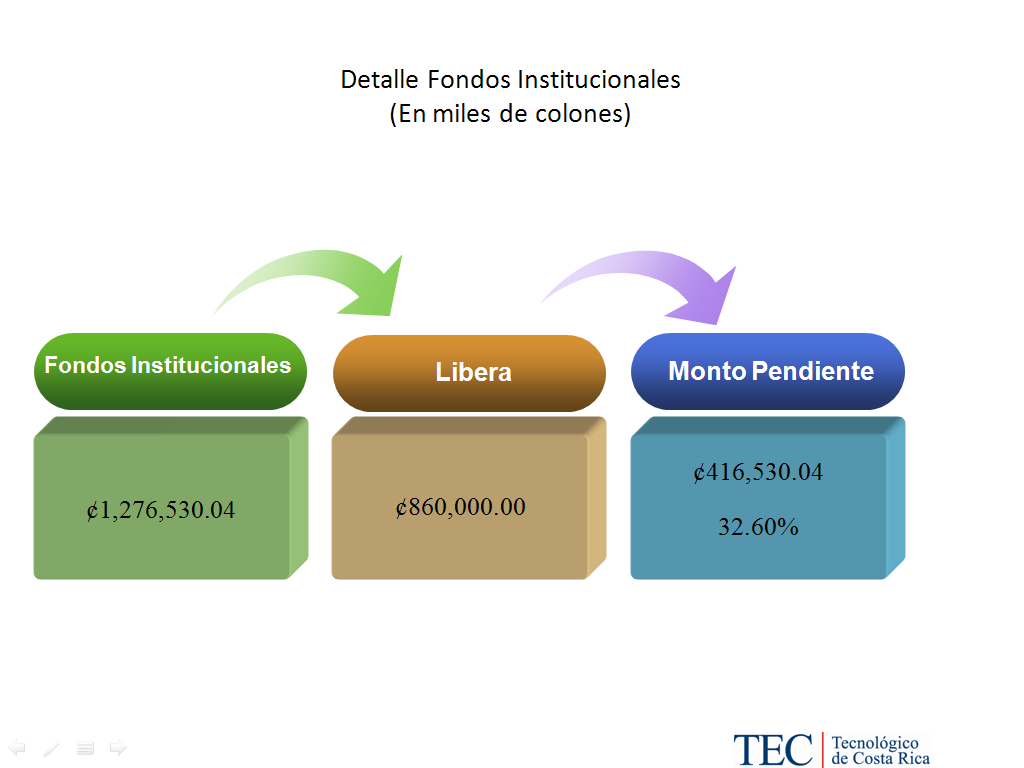 Detalle Fondos Institucionales
(En miles de colones)
Fondos Institucionales
Libera
Monto Pendiente
¢1,276,530.04
¢860,000.00
¢416,530.04
32.60%
TEC
Tecnológico
de Costa Rica